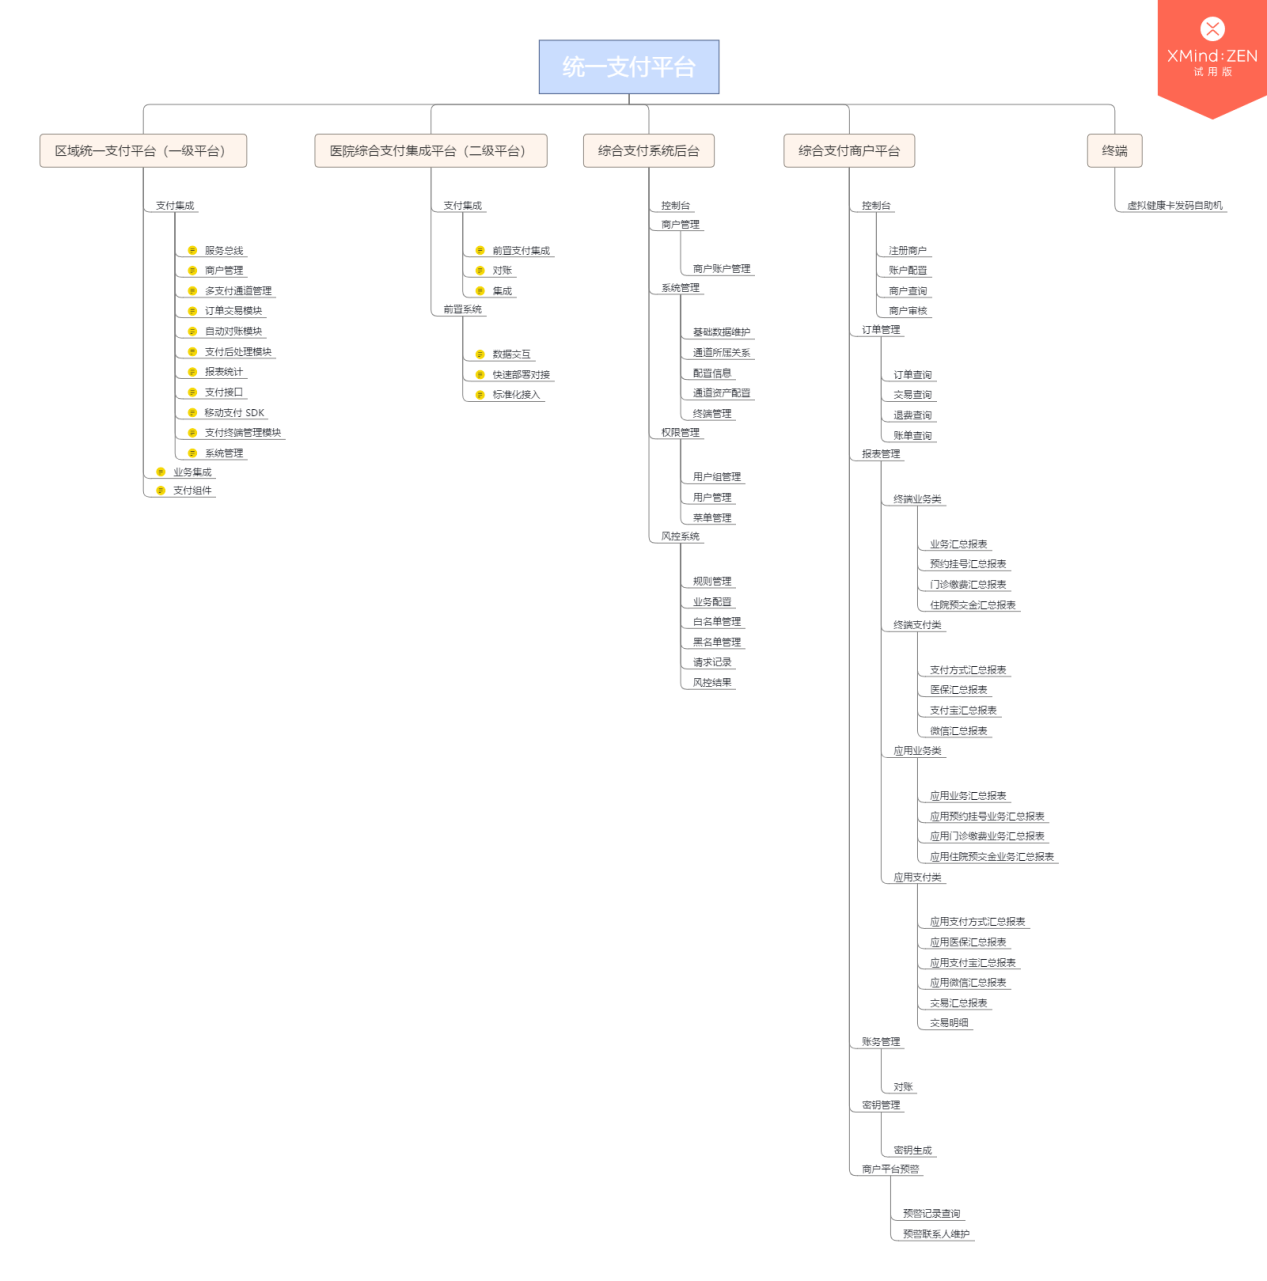 统一支付平台
XMind:ZEN
试用版
区域统一支付平台（一级平台）
支付集成
服务总线
商户管理
多支付通道管理
订单交易模块
自动对账模块
支付后处理模块
报表统计
支付接口
移动支付 SDK
支付终端管理模块
系统管理
业务集成
支付组件
医院综合支付集成平台（二级平台）
支付集成
前置支付集成
对账
集成
前置系统
数据交互
快速部署对接
标准化接入
综合支付系统后台
控制台
商户管理
商户账户管理
系统管理
基础数据维护
通道所属关系
配置信息
通道资产配置
终端管理
权限管理
用户组管理
用户管理
菜单管理
风控系统
规则管理
业务配置
白名单管理
黑名单管理
请求记录
风控结果
综合支付商户平台
控制台
注册商户
账户配置
商户查询
商户审核
订单管理
订单查询
交易查询
退费查询
账单查询
报表管理
终端业务类
业务汇总报表
预约挂号汇总报表
门诊缴费汇总报表
住院预交金汇总报表
终端支付类
支付方式汇总报表
医保汇总报表
支付宝汇总报表
微信汇总报表
应用业务类
应用业务汇总报表
应用预约挂号业务汇总报表
应用门诊缴费业务汇总报表
应用住院预交金业务汇总报表
应用支付类
应用支付方式汇总报表
应用医保汇总报表
应用支付宝汇总报表
应用微信汇总报表
交易汇总报表
交易明细
账务管理
对账
密钥管理
密钥生成
商户平台预警
预警记录查询
预警联系人维护
终端
虚拟健康卡发码自助机